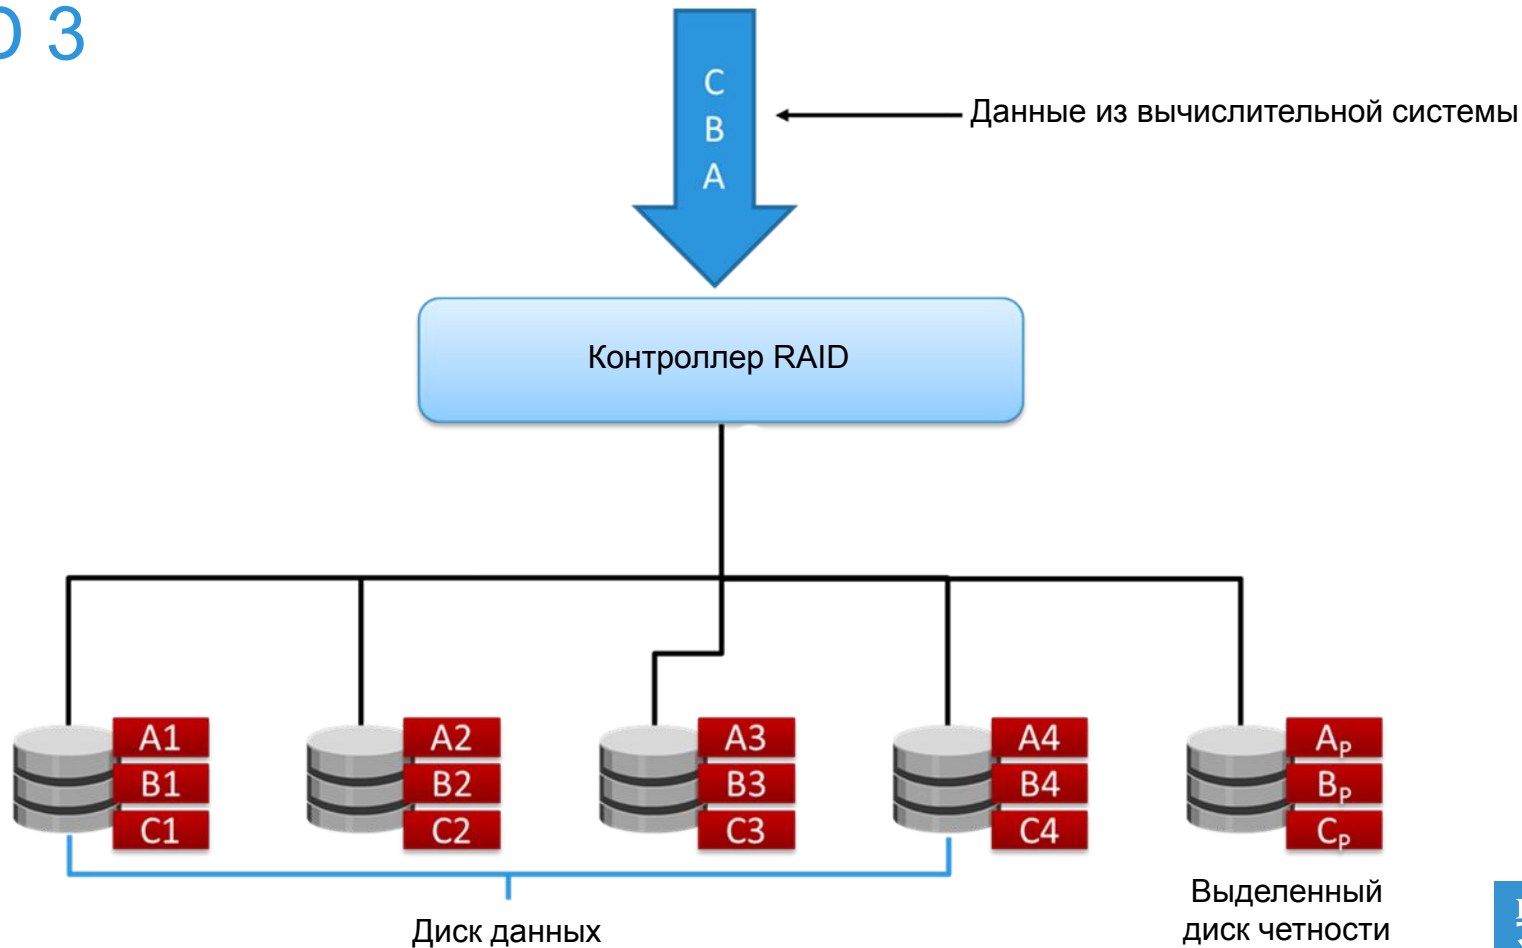 D 3
C
B
A
Данные из вычислительной системы
Контроллер RAID
A1 A2 A3 A4 AP
B1 B2 B3 B4 BP
C1 C2 C3 C4 CP
Диск данных
Выделенный
диск четности